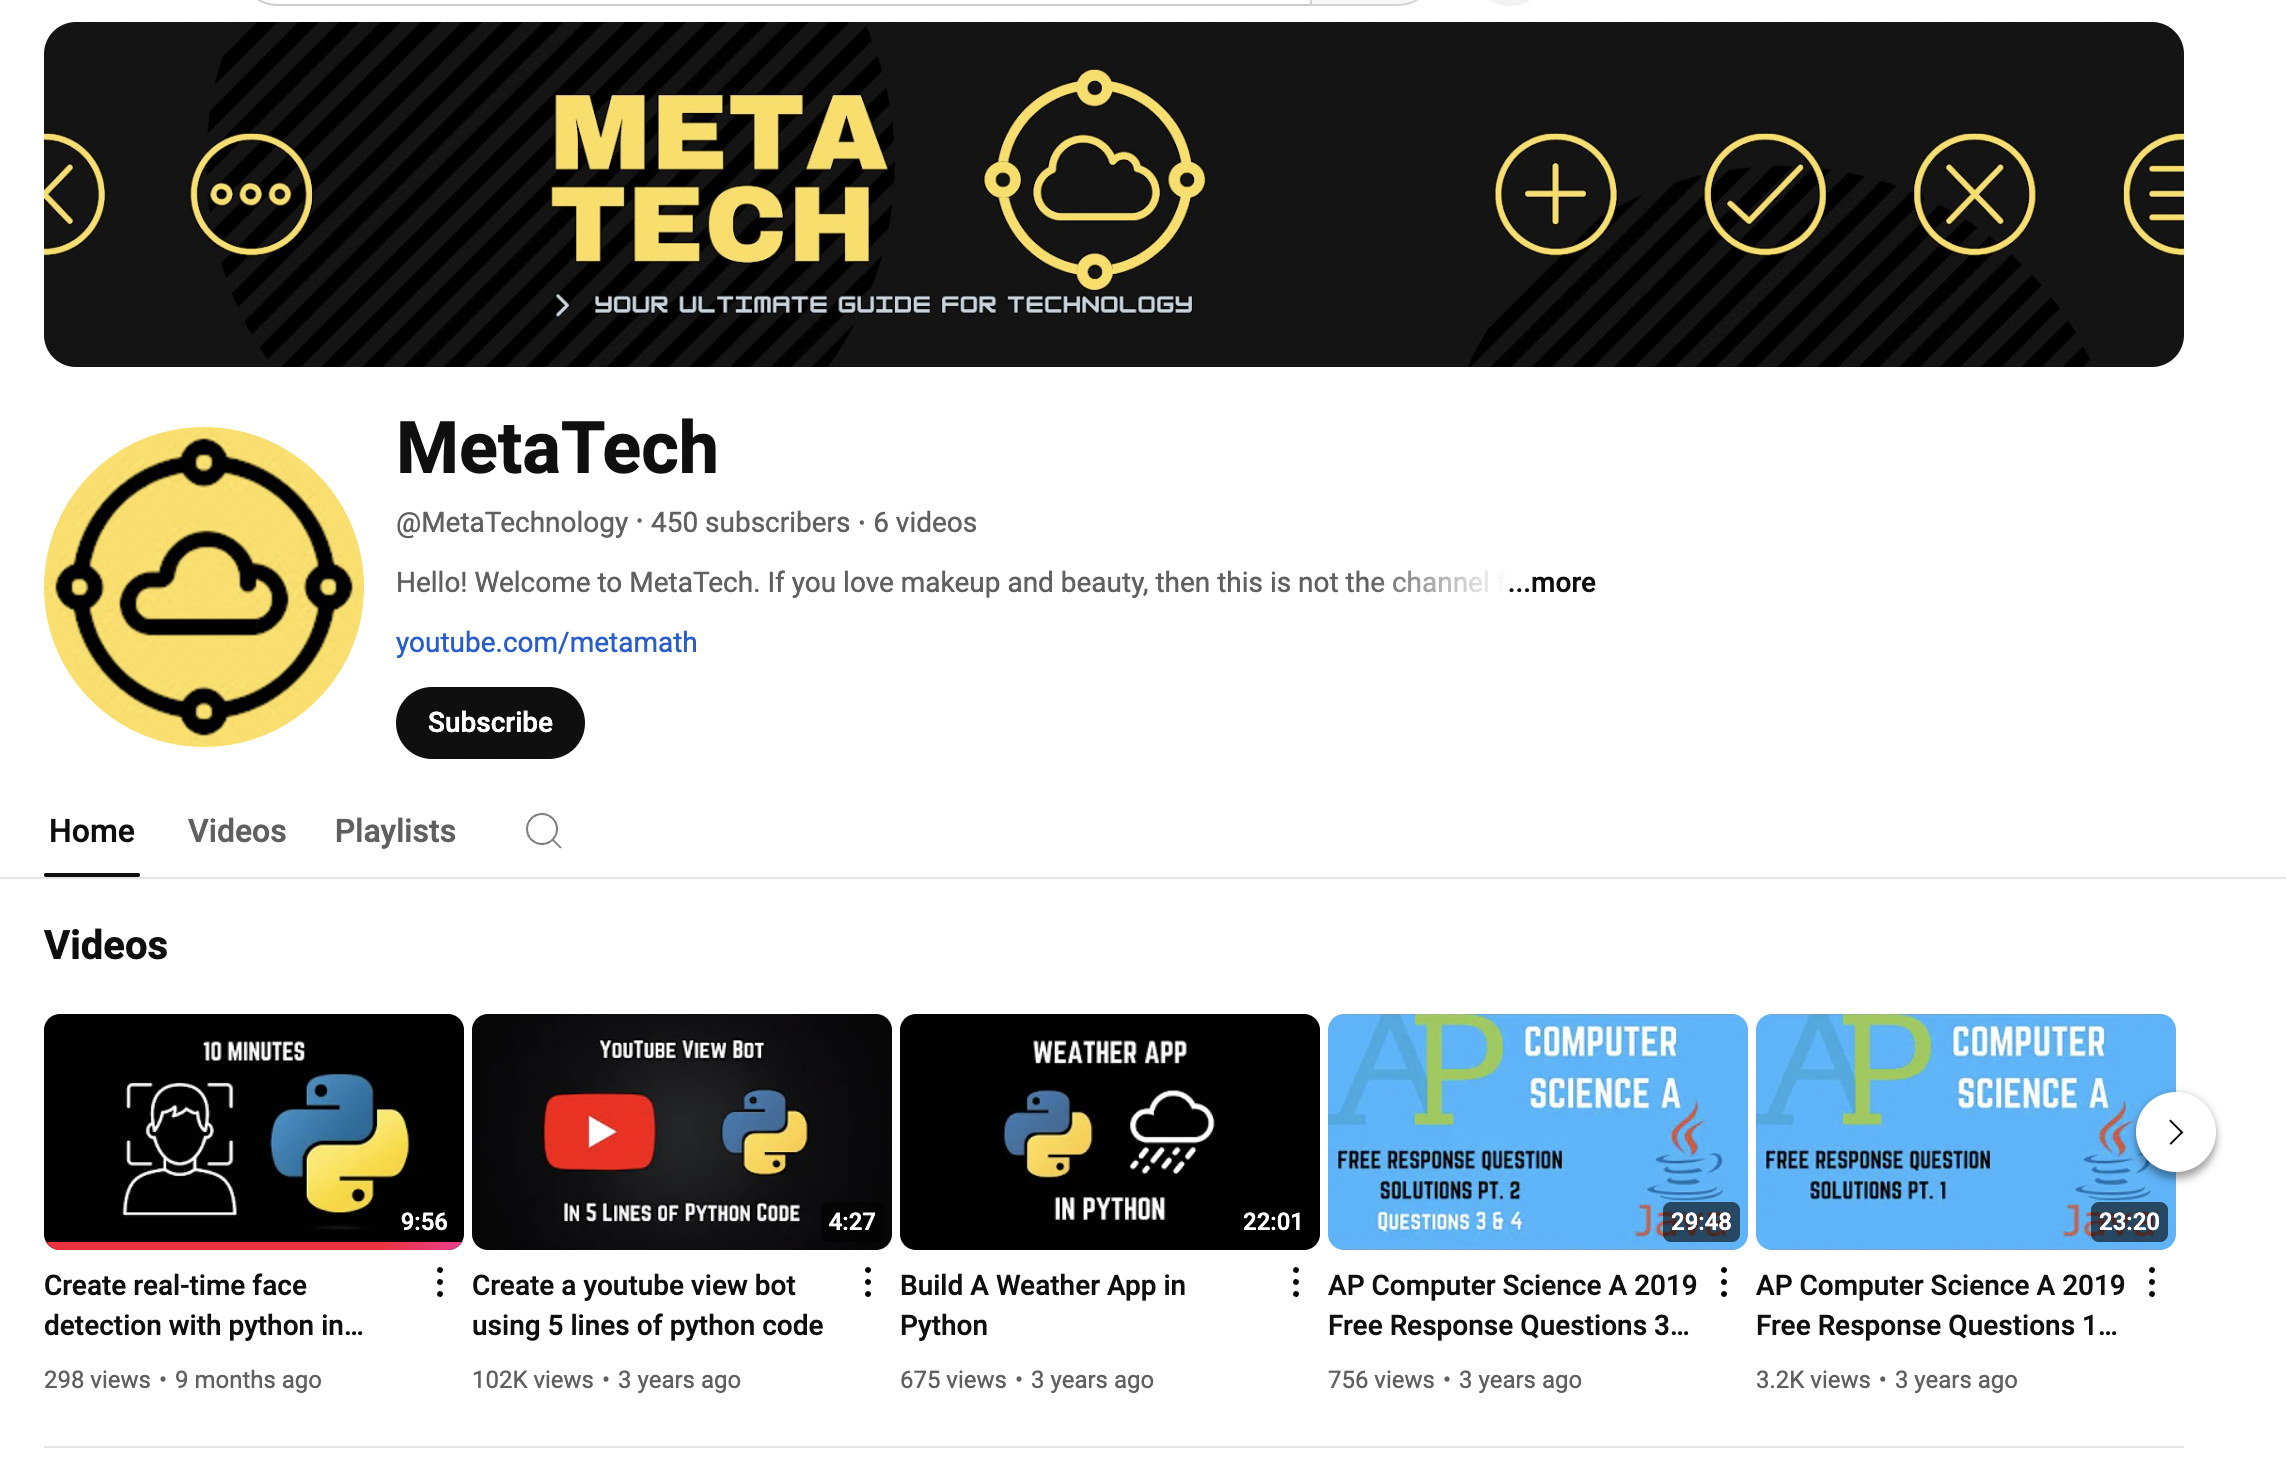 META
TECH
YOUR ULTIMATE GUIDE FOR TECHNOLOGY
MetaTech
@MetaTechnology · 450 subscribers · 6 videos
Hello! Welcome to MetaTech. If you love makeup and beauty, then this is not the channel f ...more
youtube.com/metamath
Subscribe
Home Videos Playlists
Videos
10 MINUTES
9:56
Create real-time face
detection with python in...
298 views • 9 months ago
YOUTUBE VIEW BOT
IN 5 LINES OF PYTHON CODE
4:27
Create a youtube view bot
using 5 lines of python code
102K views • 3 years ago
WEATHER APP
IN PYTHON
22:01
Build A Weather App in
Python
675 views • 3 years ago
AP
COMPUTER
SCIENCE A
FREE RESPONSE QUESTION
SOLUTIONS PT. 2
QUESTIONS 3 & 4
Java
29:48
AP Computer Science A 2019
Free Response Questions 3...
756 views • 3 years ago
AP
COMPUTER
SCIENCE A
FREE RESPONSE QUESTION
SOLUTIONS PT. 1
Java
23:20
AP Computer Science A 2019
Free Response Questions 1...
3.2K views • 3 years ago